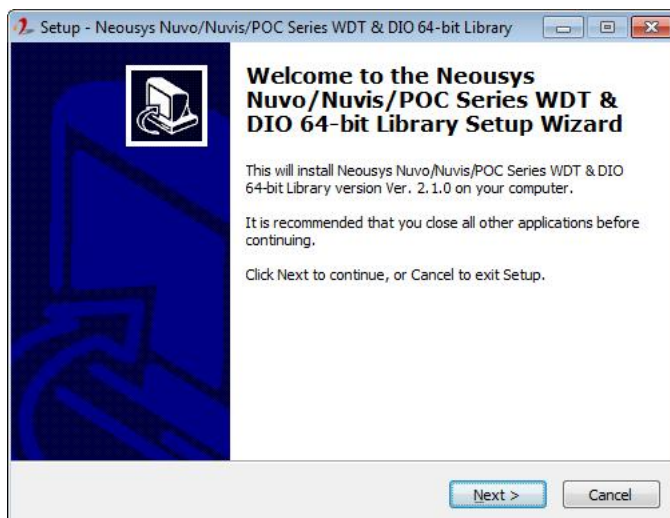 Setup - Neousys Nuvo/Nuvis/POC Series WDT & DIO 64-bit Library
Welcome to the Neousys
Nuvo/Nuvis/POC Series WDT &
DIO 64-bit Library Setup Wizard
This will install Neousys Nuvo/Nuvis/POC Series WDT & DIO
64-bit Library version Ver. 2.1.0 on your computer.
It is recommended that you close all other applications before
continuing.
Click Next to continue, or Cancel to exit Setup.
Next >
Cancel